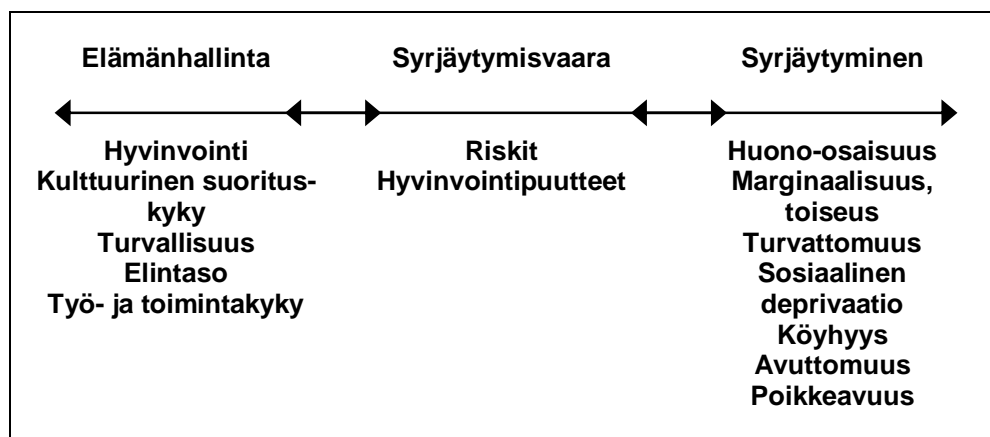 Elämänhallinta
Syrjäytymisvaara
Syrjäytyminen
Hyvinvointi
Kulttuurinen suoritus-
kyky
Turvallisuus
Elintaso
Työ- ja toimintakyky
Riskit
Hyvinvointipuutteet
Huono-osaisuus
Marginaalisuus,
toiseus
Turvattomuus
Sosiaalinen
deprivaatio
Köyhyys
Avuttomuus
Poikkeavuus